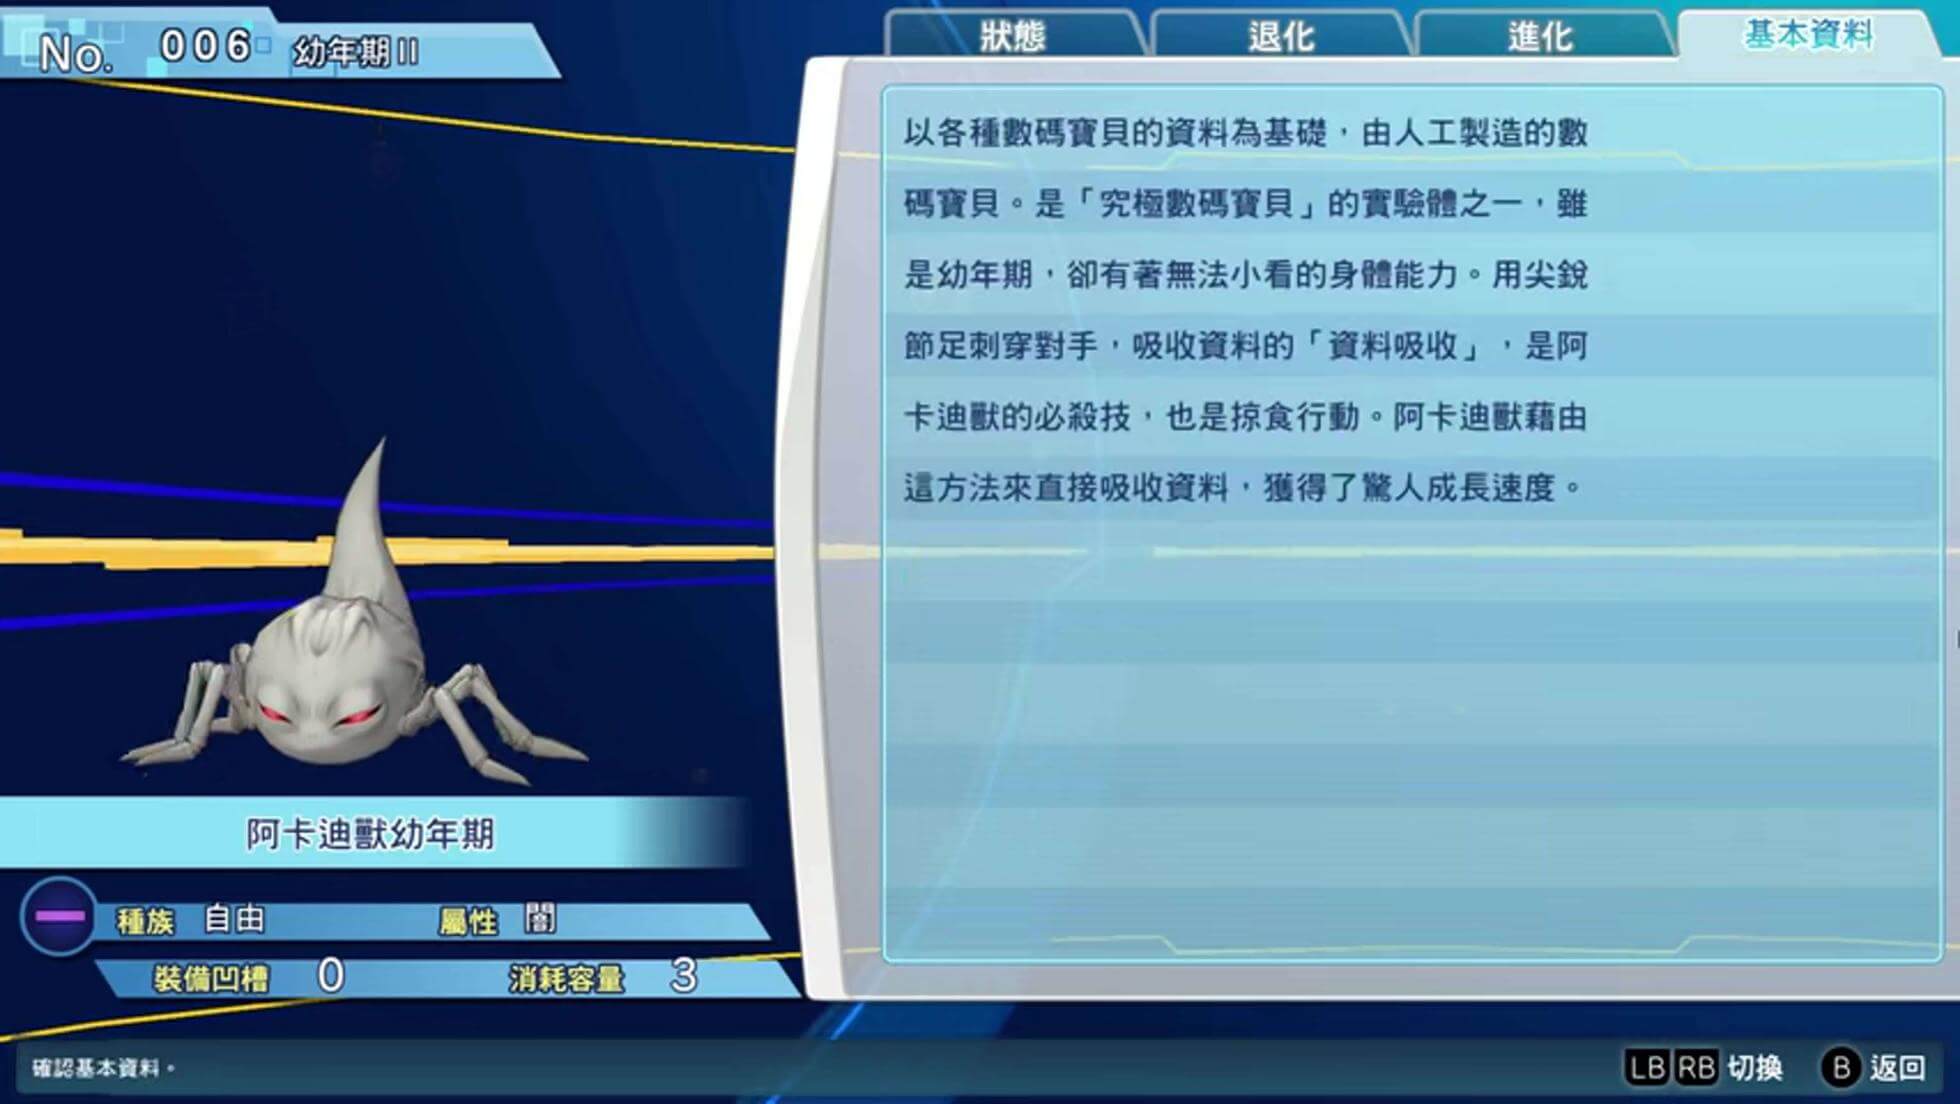 No. 006 幼年期II
狀態 退化 進化 基本資料
以各種數碼寶貝的資料為基礎，由人工製造的數
碼寶貝。是「究極數碼寶貝」的實驗體之一，雖
是幼年期，卻有著無法小看的身體能力。用尖銳
節足刺穿對手，吸收資料的「資料吸收」，是阿
卡迪獸的必殺技，也是掠食行動。阿卡迪獸藉由
這方法來直接吸收資料，獲得了驚人成長速度。
阿卡迪獸幼年期
種族 自由 屬性 闇
裝備凹槽 0 消耗容量 3
確認基本資料。
LB RB 切換 B 返回